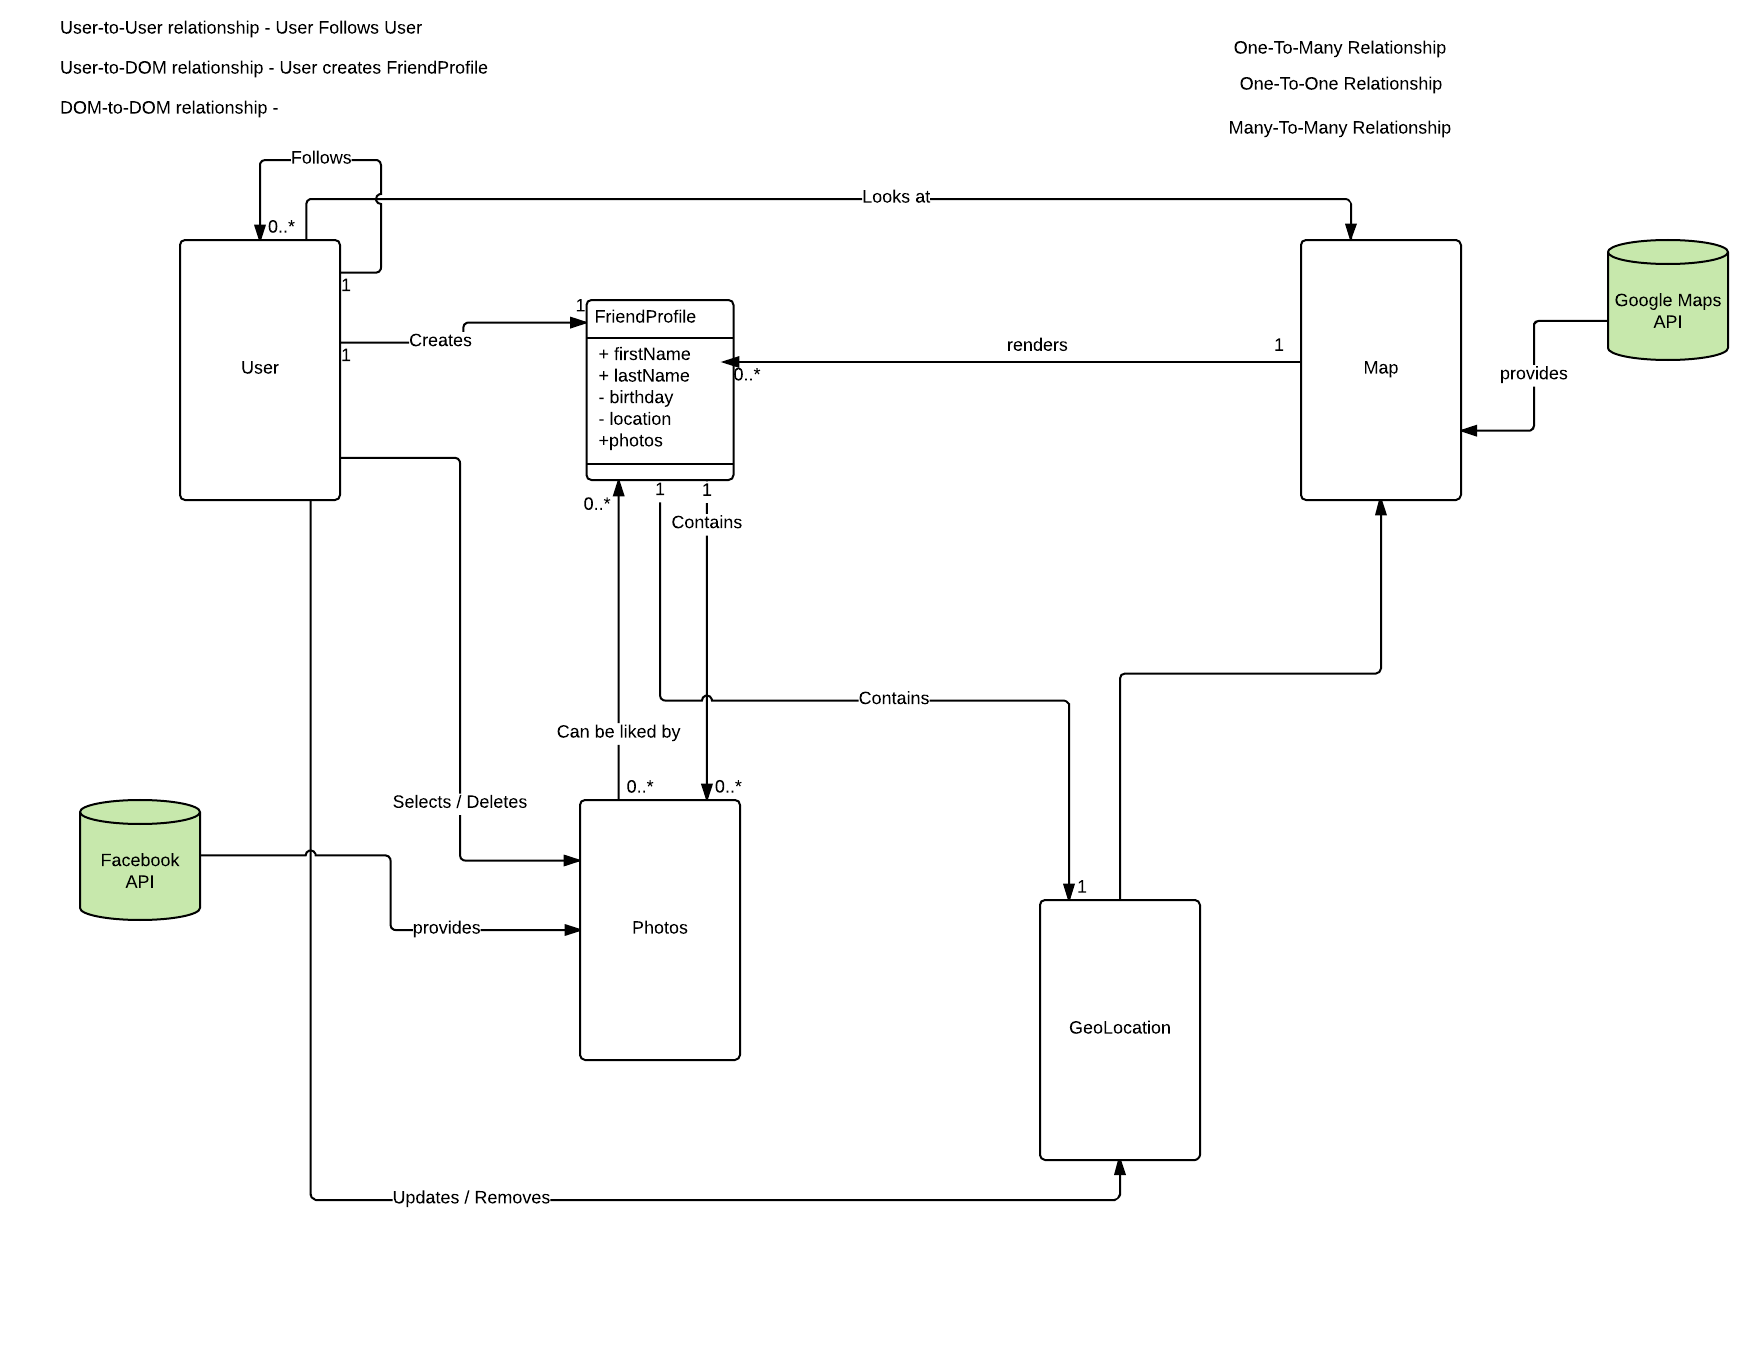 User-to-User relationship - User Follows User
User-to-DOM relationship - User creates FriendProfile
DOM-to-DOM relationship -
One-To-Many Relationship
One-To-One Relationship
Many-To-Many Relationship
Follows
Looks at
0..*
1
User
Creates
1
1
FriendProfile
+ firstName
+ lastName
- birthday
- location
+photos
renders
1
0..*
Map
Google Maps
API
provides
0..*
1
1
Contains
Contains
Can be liked by
0..*
0..*
Selects / Deletes
Facebook
API
provides
Photos
1
GeoLocation
Updates / Removes